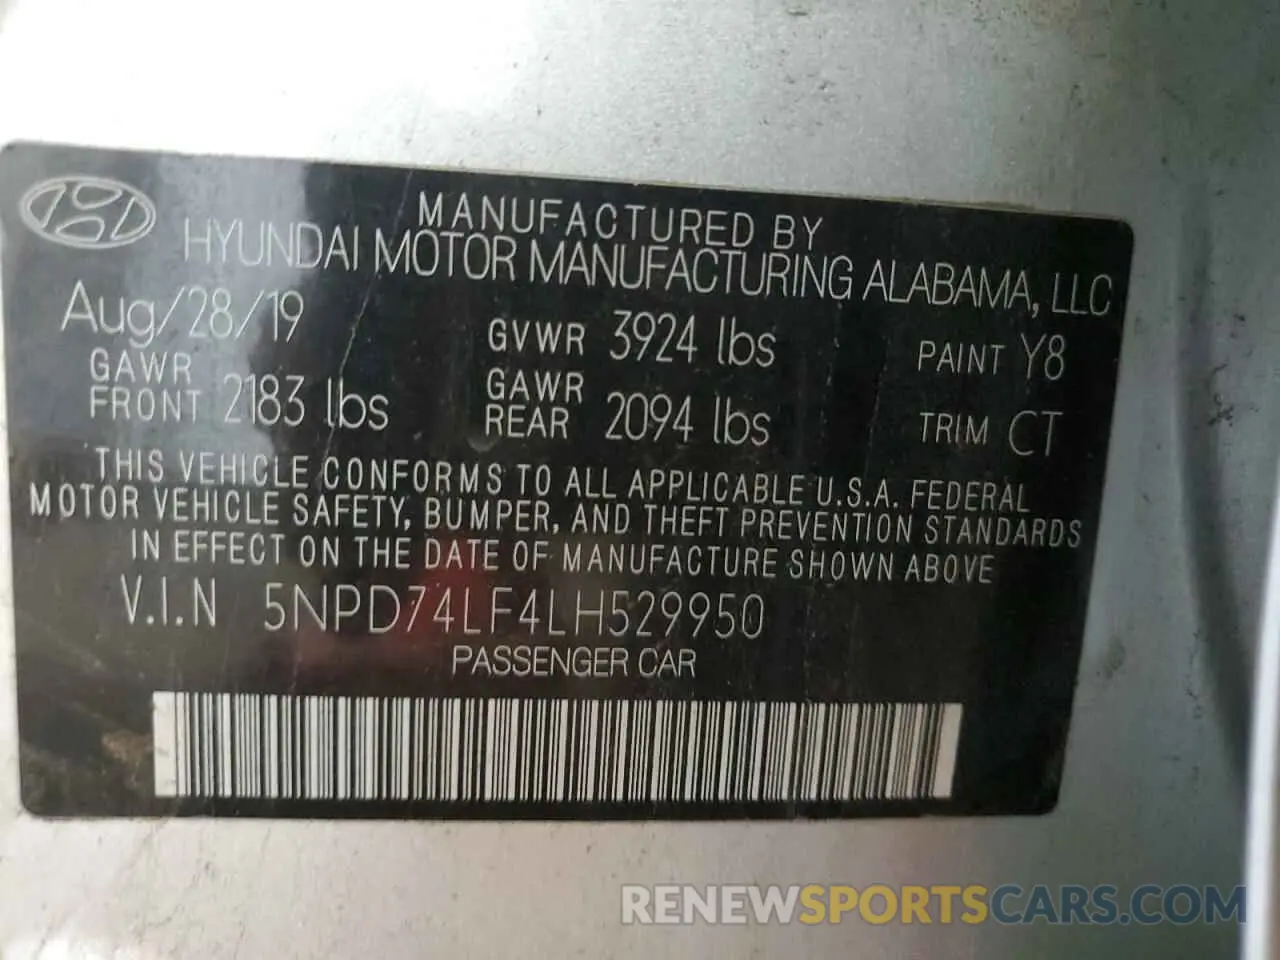 MANUFACTURED BY
HYUNDAI MOTOR MANUFACTURING ALABAMA, LLC
Aug/28/19 GVWR 3924 lbs PAINT Y8
GAWR FRONT 2183 lbs GAWR REAR 2094 lbs TRIM CT
THIS VEHICLE CONFORMS TO ALL APPLICABLE U.S.A. FEDERAL
MOTOR VEHICLE SAFETY, BUMPER, AND THEFT PREVENTION STANDARDS
IN EFFECT ON THE DATE OF MANUFACTURE SHOWN ABOVE
V.I.N 5NPD74LF4LH529950
PASSENGER CAR
RENEWSPORTSCARS.COM